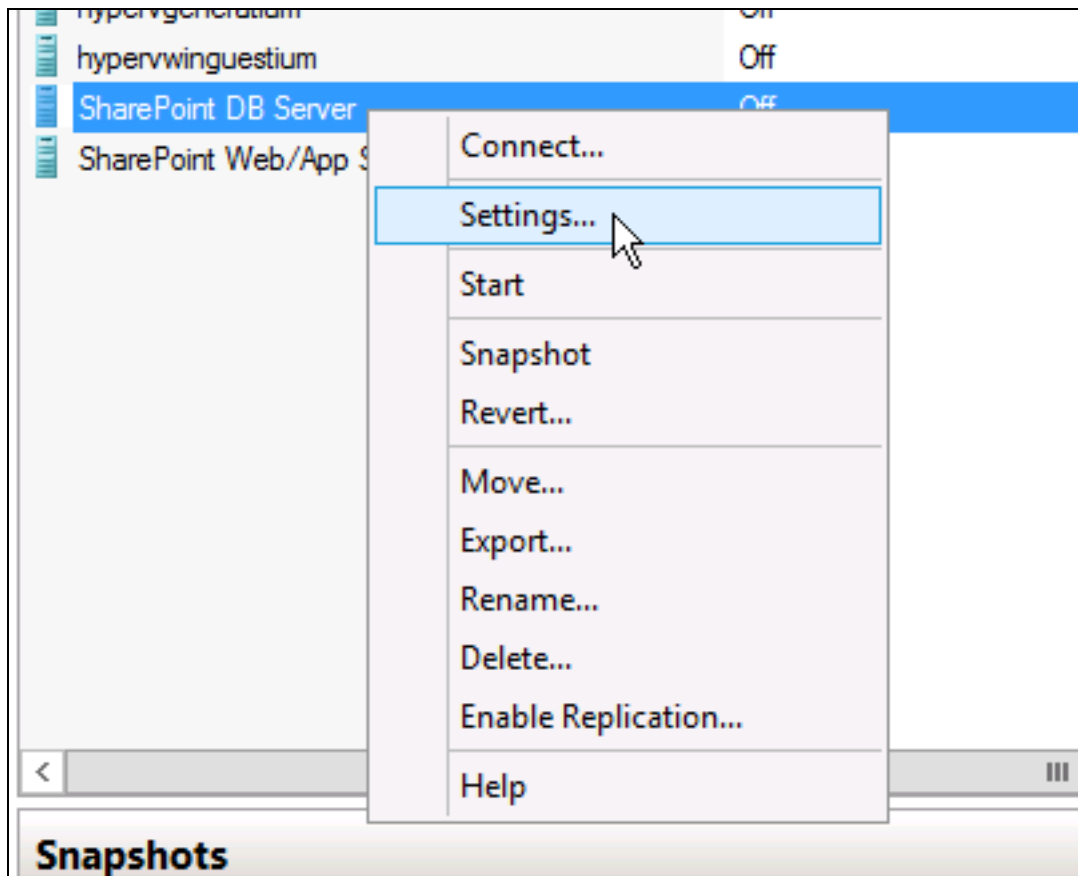 hypervwinguestium Off
SharePoint DB Server Off
SharePoint Web/App
Connect...
Settings...
Start
Snapshot
Revert...
Move...
Export...
Rename...
Delete...
Enable Replication...
Help
Snapshots